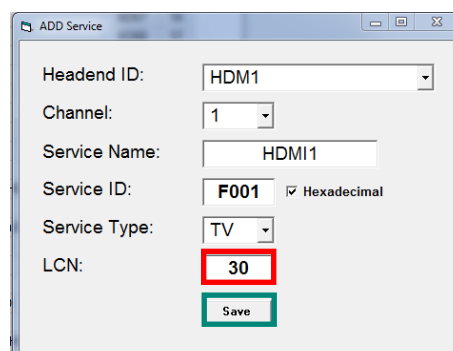 ADD Service
Headend ID: HDM1
Channel: 1
Service Name: HDMI1
Service ID: F001 Hexadecimal
Service Type: TV
LCN: 30
Save